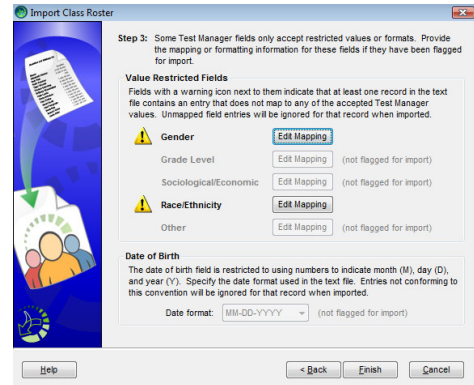 Import Class Roster
Step 3: Some Test Manager fields only accept restricted values or formats. Provide
the mapping or formatting information for these fields if they have been flagged
for import.
Value Restricted Fields
Fields with a warning icon next to them indicate that at least one record in the text
file contains an entry that does not map to any of the accepted Test Manager
values. Unmapped field entries will be ignored for that record when imported.
Gender Edit Mapping
Grade Level Edit Mapping (not flagged for import)
Sociological/Economic Edit Mapping (not flagged for import)
Race/Ethnicity Edit Mapping
Other Edit Mapping (not flagged for import)
Date of Birth
The date of birth field is restricted to using numbers to indicate month (M), day (D),
and year (Y). Specify the date format used in the text file. Entries not conforming to
this convention will be ignored for that record when imported.
Date format: MM-DD-YYYY (not flagged for import)
Help < Back Finish Cancel